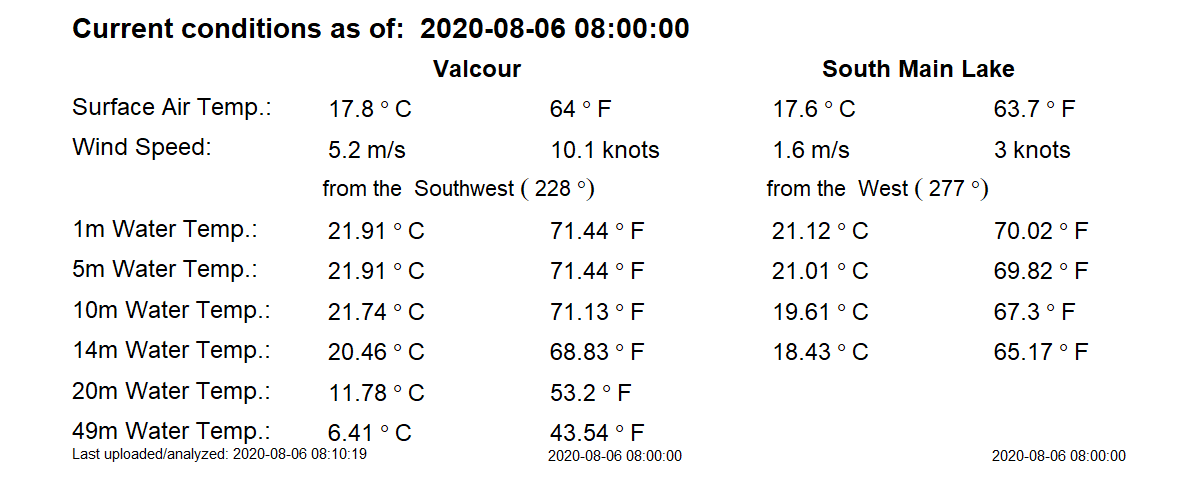 Current conditions as of:  2020-08-06 08:00:00
Valcour South Main Lake
Surface Air Temp.: 17.8 ° C 64 ° F 17.6 ° C 63.7 ° F
Wind Speed: 5.2 m/s 10.1 knots 1.6 m/s 3 knots
from the  Southwest ( 228 °) from the  West ( 277 °)
1m Water Temp.: 21.91 ° C 71.44 ° F 21.12 ° C 70.02 ° F
5m Water Temp.: 21.91 ° C 71.44 ° F 21.01 ° C 69.82 ° F
10m Water Temp.: 21.74 ° C 71.13 ° F 19.61 ° C 67.3 ° F
14m Water Temp.: 20.46 ° C 68.83 ° F 18.43 ° C 65.17 ° F
20m Water Temp.: 11.78 ° C 53.2 ° F
49m Water Temp.: 6.41 ° C 43.54 ° F
Last uploaded/analyzed: 2020-08-06 08:10:19 2020-08-06 08:00:00 2020-08-06 08:00:00